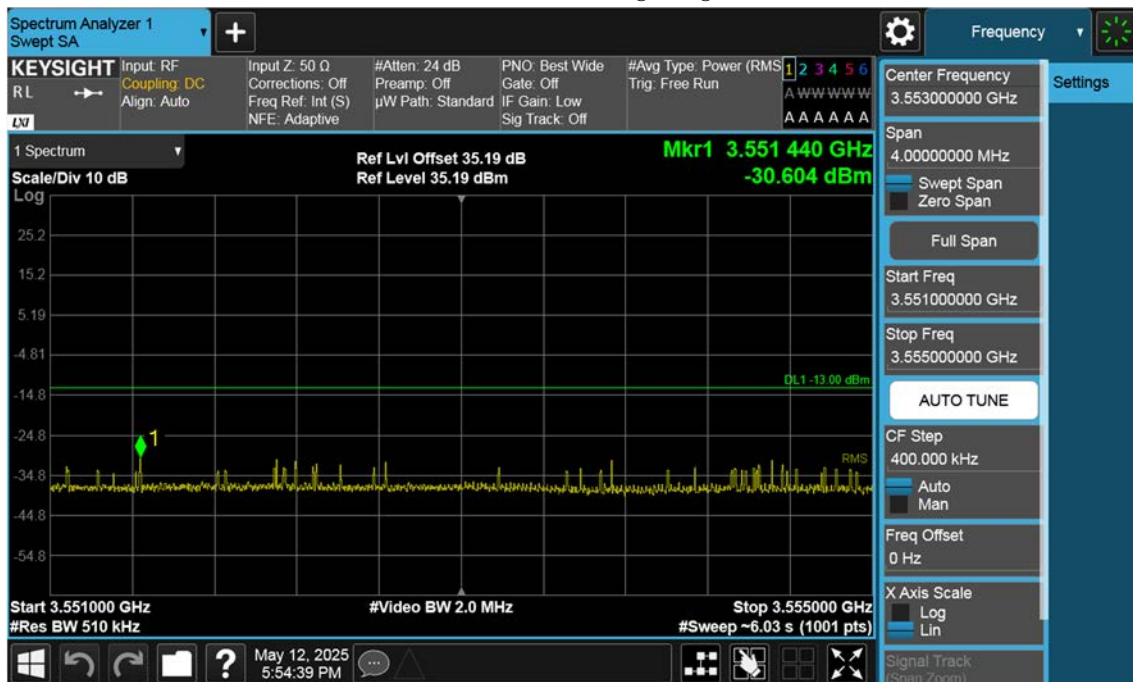 Spectrum Analyzer 1
Swept SA
+
Frequency
KEYSIGHT
RL
LXI
Input: RF
Coupling: DC
Align: Auto
Input Z: 50 Ω
Corrections: Off
Freq Ref: Int (S)
NFE: Adaptive
#Atten: 24 dB
Preamp: Off
µW Path: Standard
PNO: Best Wide
Gate: Off
IF Gain: Low
Sig Track: Off
#Avg Type: Power (RMS
Trig: Free Run
1 2 3 4 5 6
A W W W W W
A A A A A A
1 Spectrum
Scale/Div 10 dB
Ref Lvl Offset 35.19 dB
Ref Level 35.19 dBm
Mkr1 3.551 440 GHz
-30.604 dBm
Log
25.2
15.2
5.19
-4.81
-14.8
-24.8
-34.8
-44.8
-54.8
DL1 -13.00 dBm
1
RMS
Start 3.551000 GHz
#Res BW 510 kHz
#Video BW 2.0 MHz
Stop 3.555000 GHz
#Sweep ~6.03 s (1001 pts)
Center Frequency
3.553000000 GHz
Span
4.00000000 MHz
Swept Span
Zero Span
Full Span
Start Freq
3.551000000 GHz
Stop Freq
3.555000000 GHz
AUTO TUNE
CF Step
400.000 kHz
Auto
Man
Freq Offset
0 Hz
X Axis Scale
Log
Lin
Signal Track
(Span Zoom)
Settings
?
May 12, 2025
5:54:39 PM